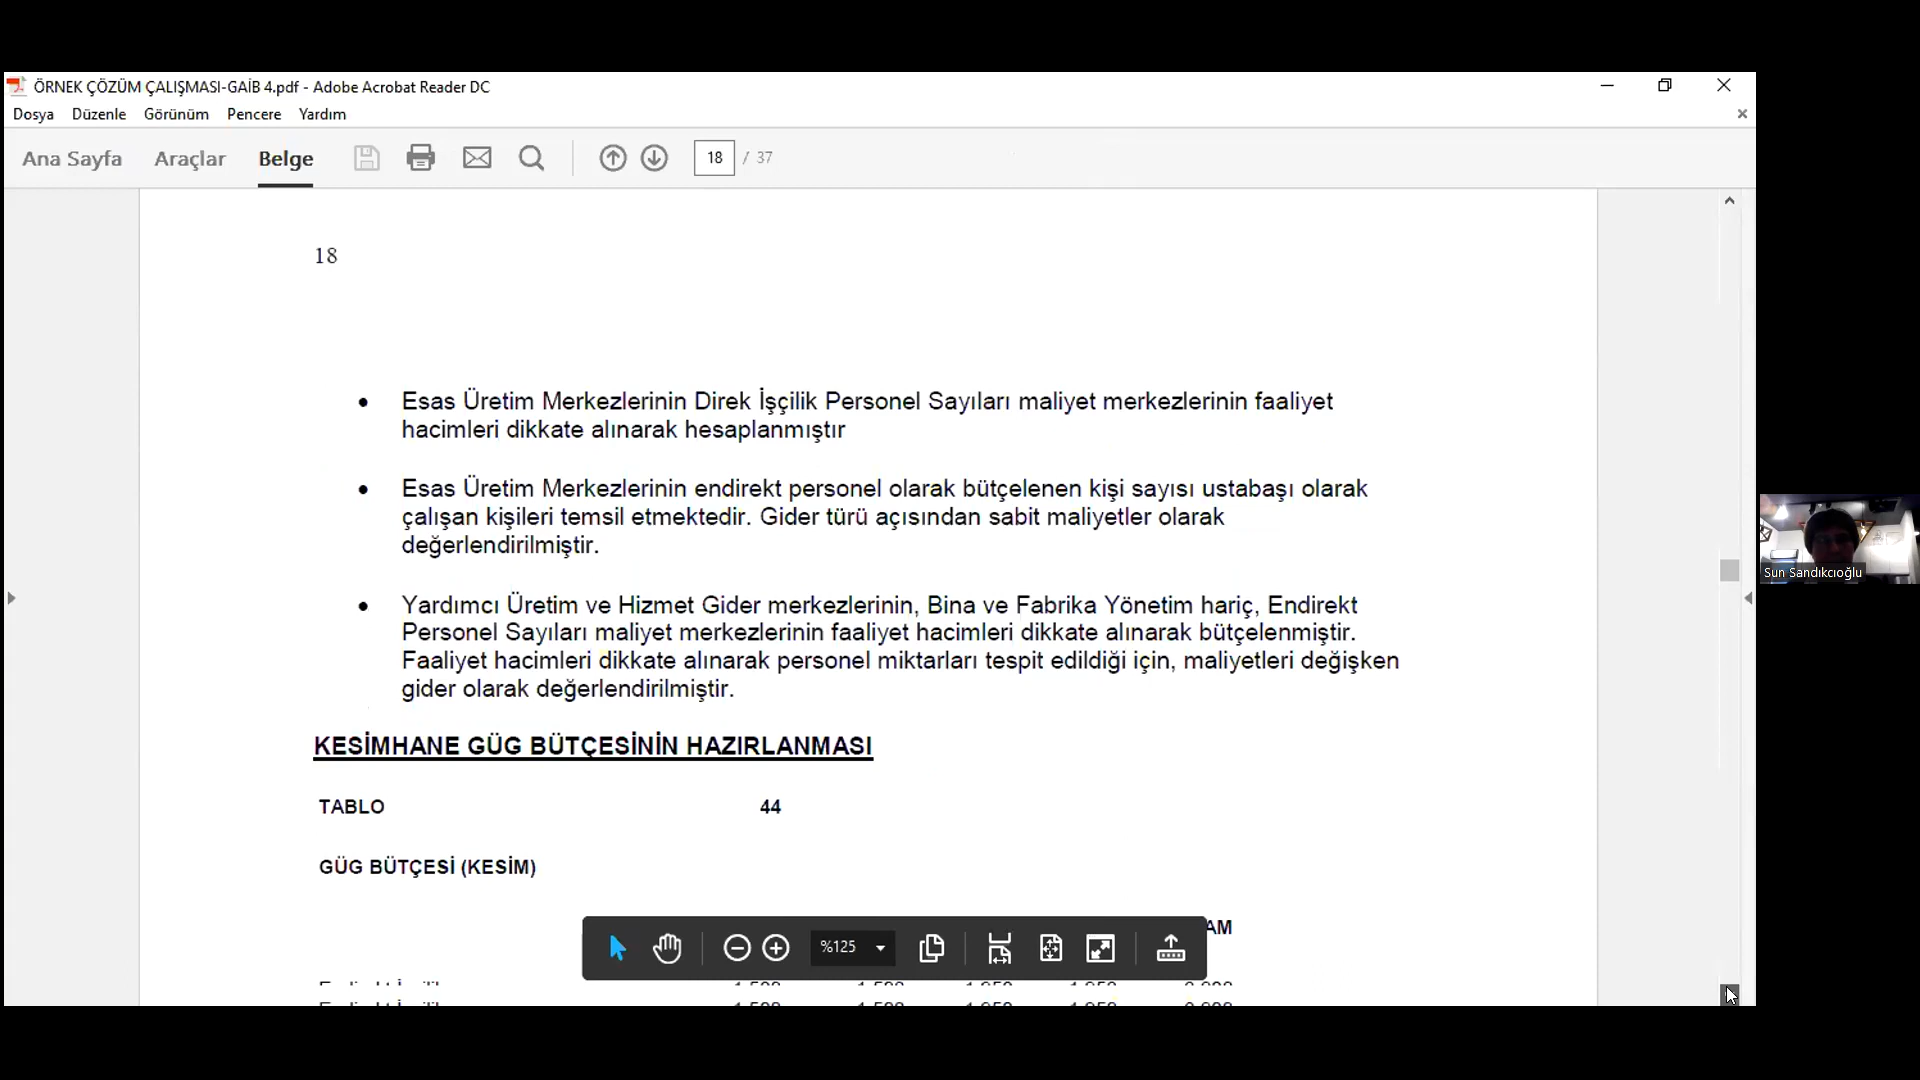 ÖRNEK ÇÖZÜM ÇALIŞMASI-GAİB 4.pdf - Adobe Acrobat Reader DC
Dosya Düzenle Görünüm Pencere Yardım
Ana Sayfa Araçlar Belge 18 / 37
18
• Esas Üretim Merkezlerinin Direk İşçilik Personel Sayıları maliyet merkezlerinin faaliyet
hacimleri dikkate alınarak hesaplanmıştır
• Esas Üretim Merkezlerinin endirekt personel olarak bütçelenen kişi sayısı ustabaşı olarak
çalışan kişileri temsil etmektedir. Gider türü açısından sabit maliyetler olarak
değerlendirilmiştir.
• Yardımcı Üretim ve Hizmet Gider merkezlerinin, Bina ve Fabrika Yönetim hariç, Endirekt
Personel Sayıları maliyet merkezlerinin faaliyet hacimleri dikkate alınarak bütçelenmiştir.
Faaliyet hacimleri dikkate alınarak personel miktarları tespit edildiği için, maliyetleri değişken
gider olarak değerlendirilmiştir.
KESİMHANE GÜG BÜTÇESİNİN HAZIRLANMASI
TABLO 44
GÜG BÜTÇESİ (KESİM)
AM
%125
Sun Sandıkcıoğlu